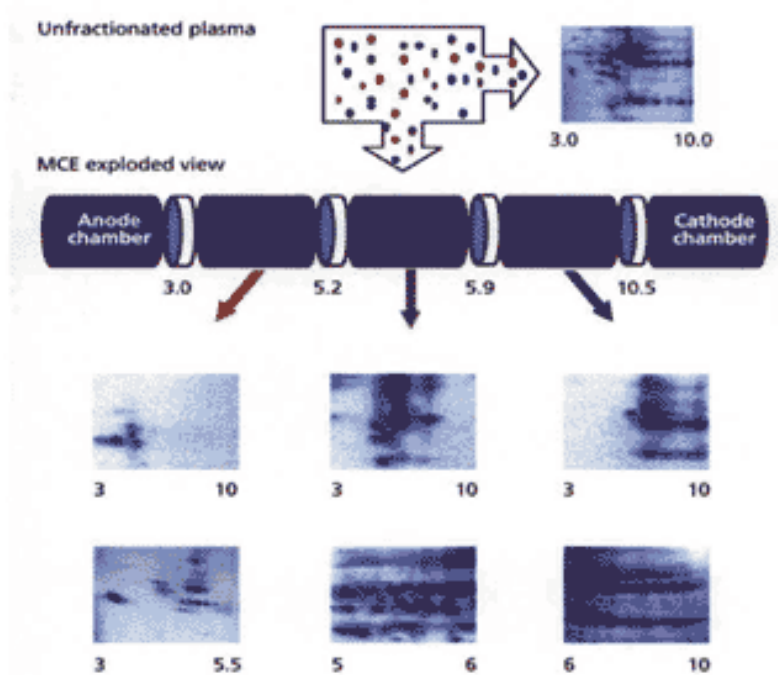 Unfractionated plasma
3.0 10.0
MCE exploded view
Anode chamber
Cathode chamber
3.0 5.2 5.9 10.5
3 10 3 10 3 10
3 5.5 5 6 6 10